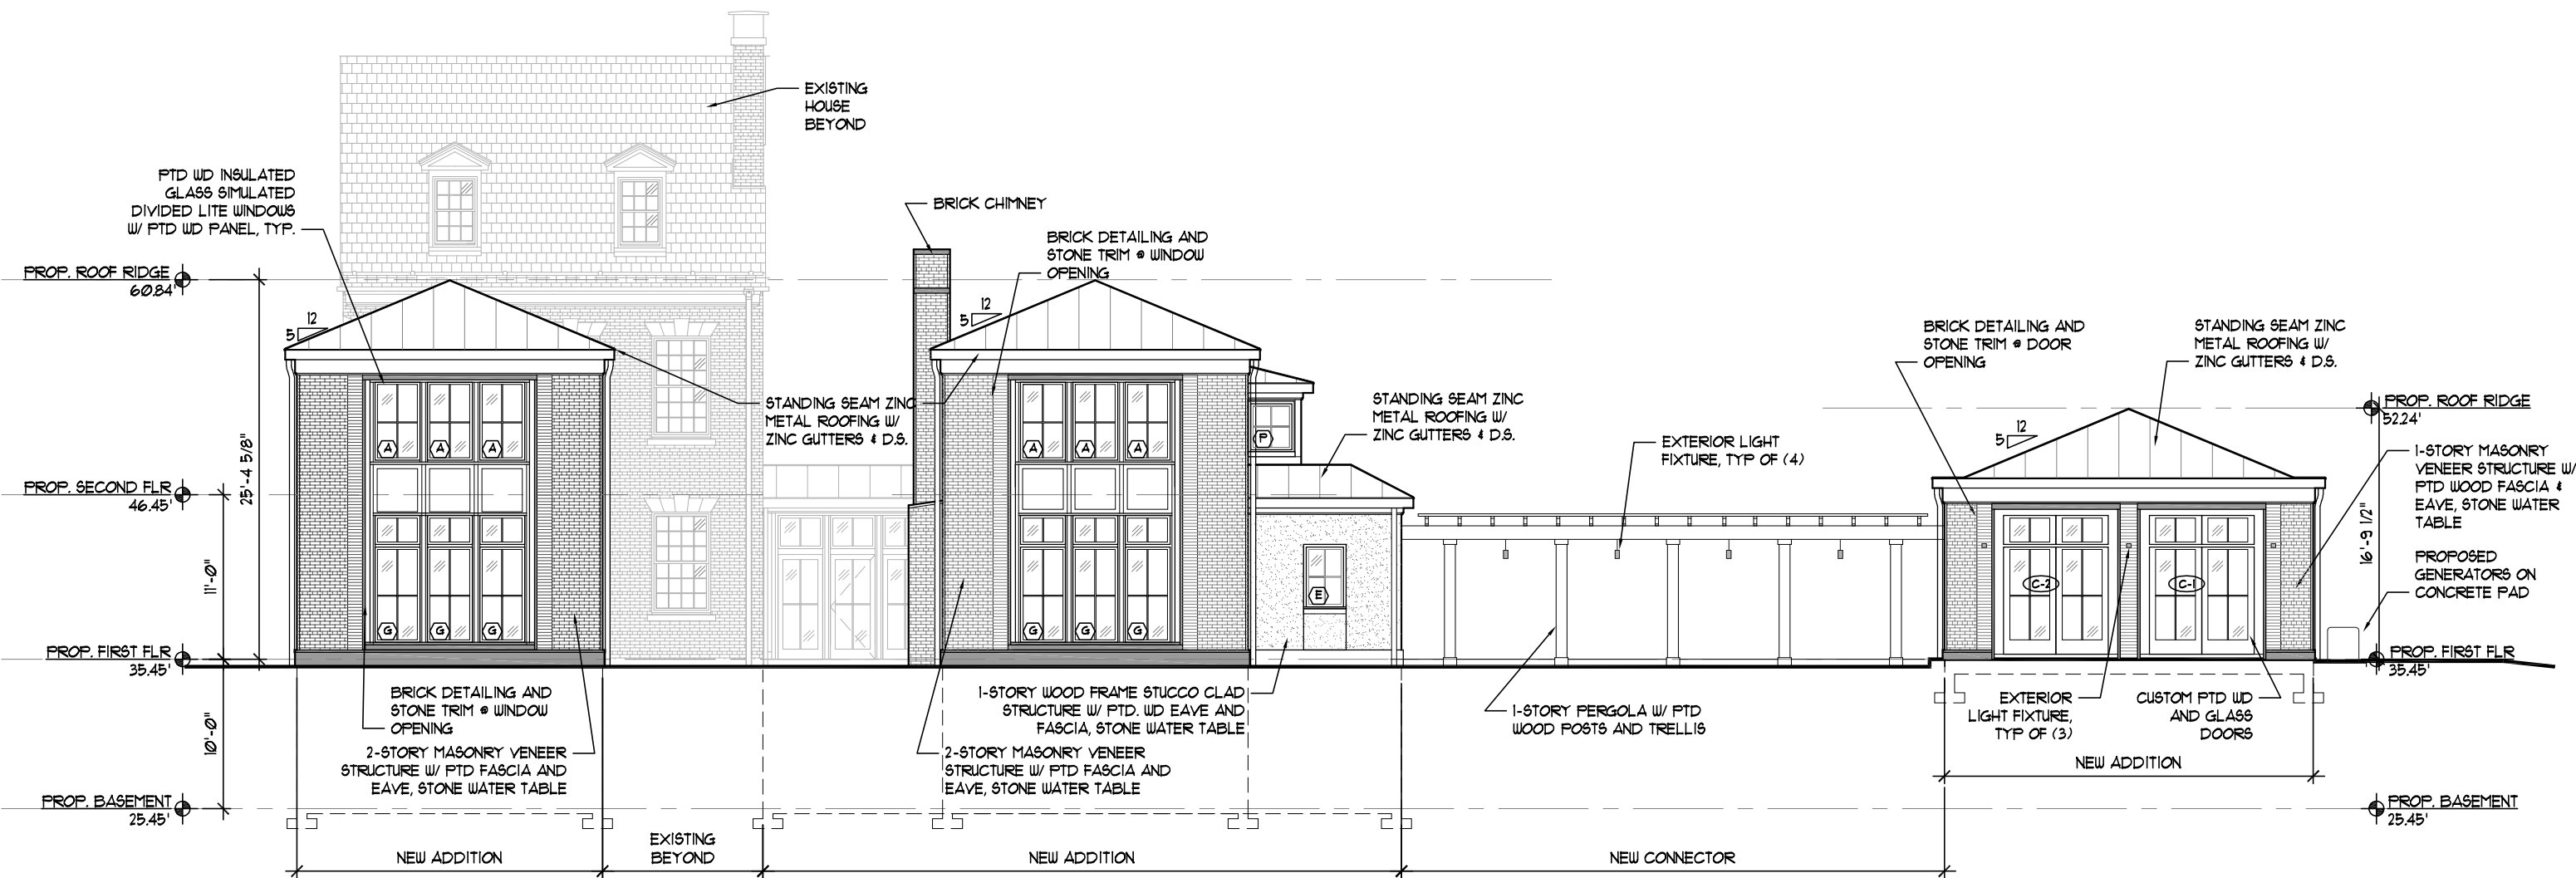 EXISTING
HOUSE
BEYOND
PTD WD INSULATED
GLASS SIMULATED
DIVIDED LITE WINDOWS
W/ PTD WD PANEL, TYP.
BRICK CHIMNEY
BRICK DETAILING AND
STONE TRIM @ WINDOW
OPENING
PROP. ROOF RIDGE
60.84'
12
5
12
5
BRICK DETAILING AND
STONE TRIM @ DOOR
OPENING
STANDING SEAM ZINC
METAL ROOFING W/
ZINC GUTTERS & D.S.
STANDING SEAM ZINC
METAL ROOFING W/
ZINC GUTTERS & D.S.
STANDING SEAM ZINC
METAL ROOFING W/
ZINC GUTTERS & D.S.
PROP. ROOF RIDGE
52.24'
12
5
EXTERIOR LIGHT
FIXTURE, TYP OF (4)
1-STORY MASONRY
VENEER STRUCTURE W/
PTD WOOD FASCIA &
EAVE, STONE WATER
TABLE
A A A
A A A
P
25'-4 5/8"
PROP. SECOND FLR
46.45'
16'-9 1/2"
11'-0"
PROPOSED
GENERATORS ON
CONCRETE PAD
C-2
C-1
E
G G G
G G G
PROP. FIRST FLR
35.45'
PROP. FIRST FLR
35.45'
BRICK DETAILING AND
STONE TRIM @ WINDOW
OPENING
1-STORY WOOD FRAME STUCCO CLAD
STRUCTURE W/ PTD. WD EAVE AND
FASCIA, STONE WATER TABLE
1-STORY PERGOLA W/ PTD
WOOD POSTS AND TRELLIS
EXTERIOR
LIGHT FIXTURE,
TYP OF (3)
CUSTOM PTD WD
AND GLASS
DOORS
10'-0"
2-STORY MASONRY VENEER
STRUCTURE W/ PTD FASCIA AND
EAVE, STONE WATER TABLE
2-STORY MASONRY VENEER
STRUCTURE W/ PTD FASCIA AND
EAVE, STONE WATER TABLE
NEW ADDITION
PROP. BASEMENT
25.45'
PROP. BASEMENT
25.45'
NEW ADDITION
EXISTING
BEYOND
NEW ADDITION
NEW CONNECTOR